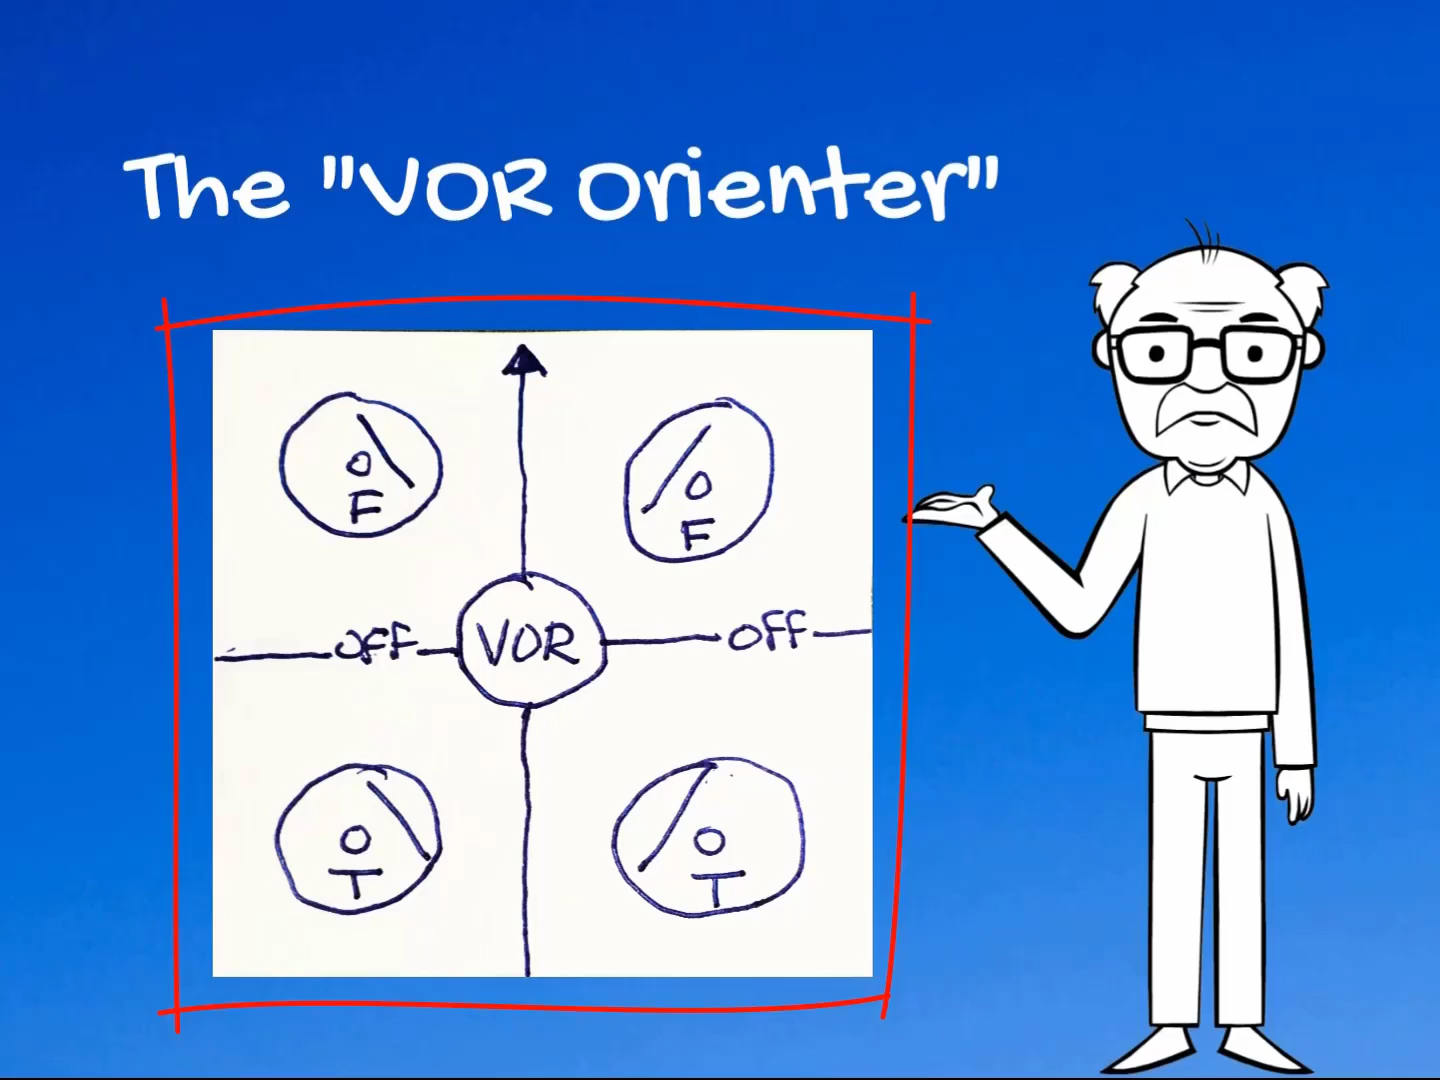 The "VOR Orienter"
F
F
OFF
VOR
OFF
T
T